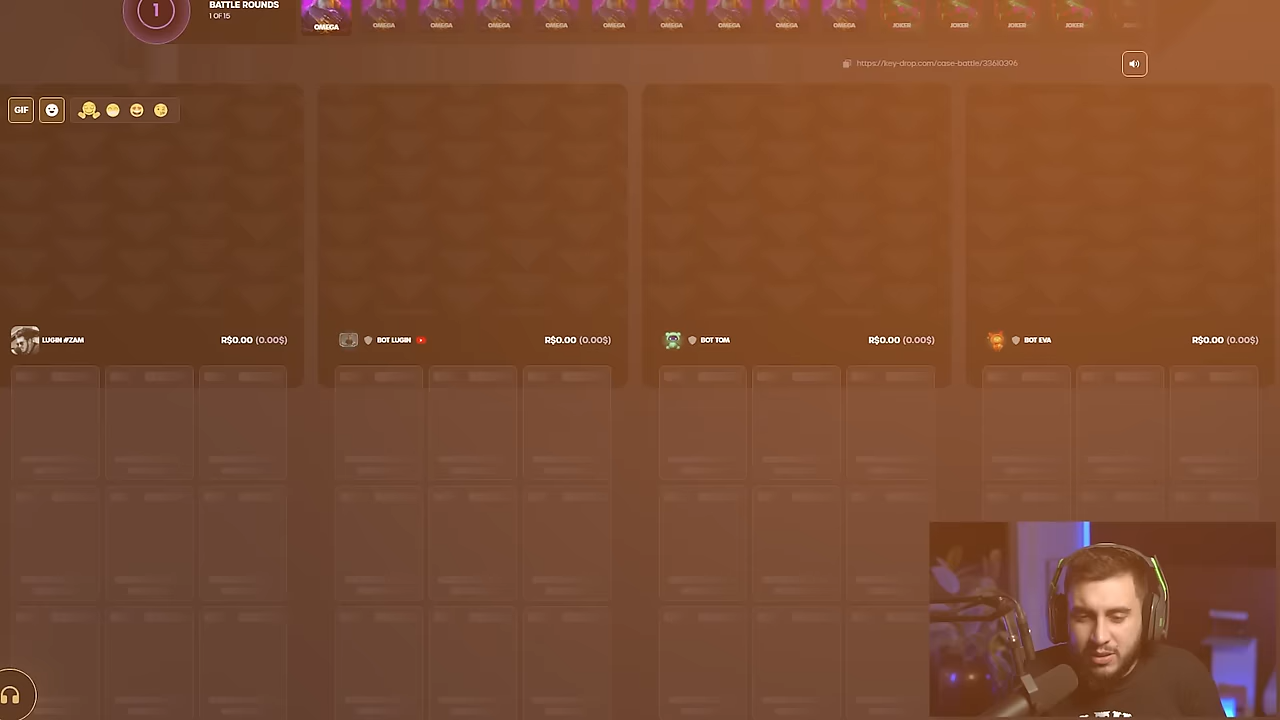 BATTLE ROUNDS
1
1 OF 15
OMEGA OMEGA OMEGA OMEGA OMEGA OMEGA OMEGA OMEGA OMEGA OMEGA JOKER JOKER JOKER JOKER
https://key-drop.com/case-battle/33610396
GIF
LUGIN #ZAM R$0.00 (0.00$) BOT LUGIN R$0.00 (0.00$) BOT TOM R$0.00 (0.00$) BOT EVA R$0.00 (0.00$)